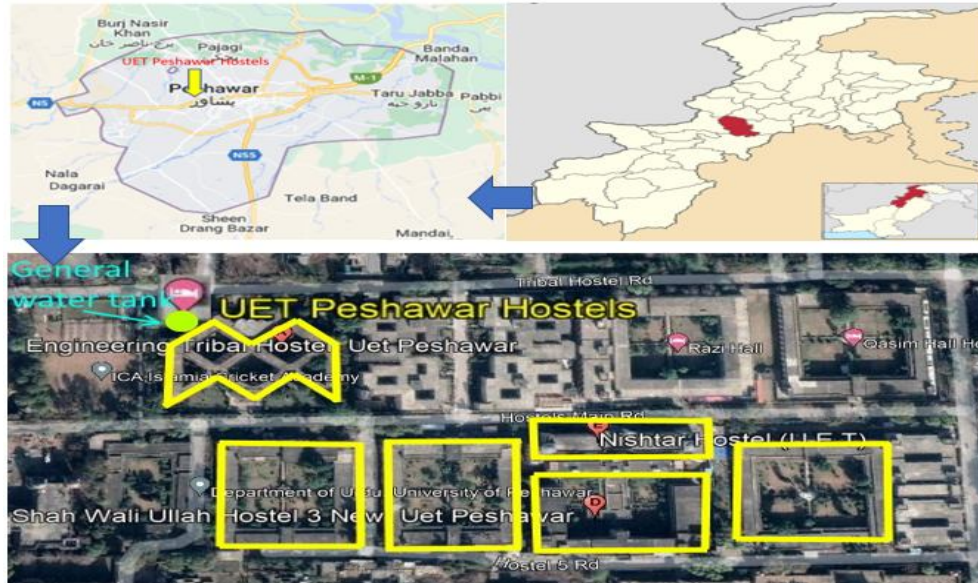 Burj Nasir
Khan
برج ناصر خان
Pajagi
UET Peshawar Hostels
Banda
Malahan
M-1
Peshawar
پشاور
Taru Jabba
تارو جبه
Pabbi
N5
N55
Nala
Dagarai
Tela Band
Sheen
Drang Bazar
Mandai,
General
water tank
Tribal Hostel Rd
UET Peshawar Hostels
Engineering Tribal Hostel Uet Peshawar
Razi Hall
Qasim Hall Ho
ICA,Islamia Cricket Academy
Hostels Main Rd
E
Nishtar Hostel (U.E.T)
Department of Urdu, University of Peshawar
D
Shah Wali Ullah Hostel 3 New Uet Peshawar
Hostel 5 Rd